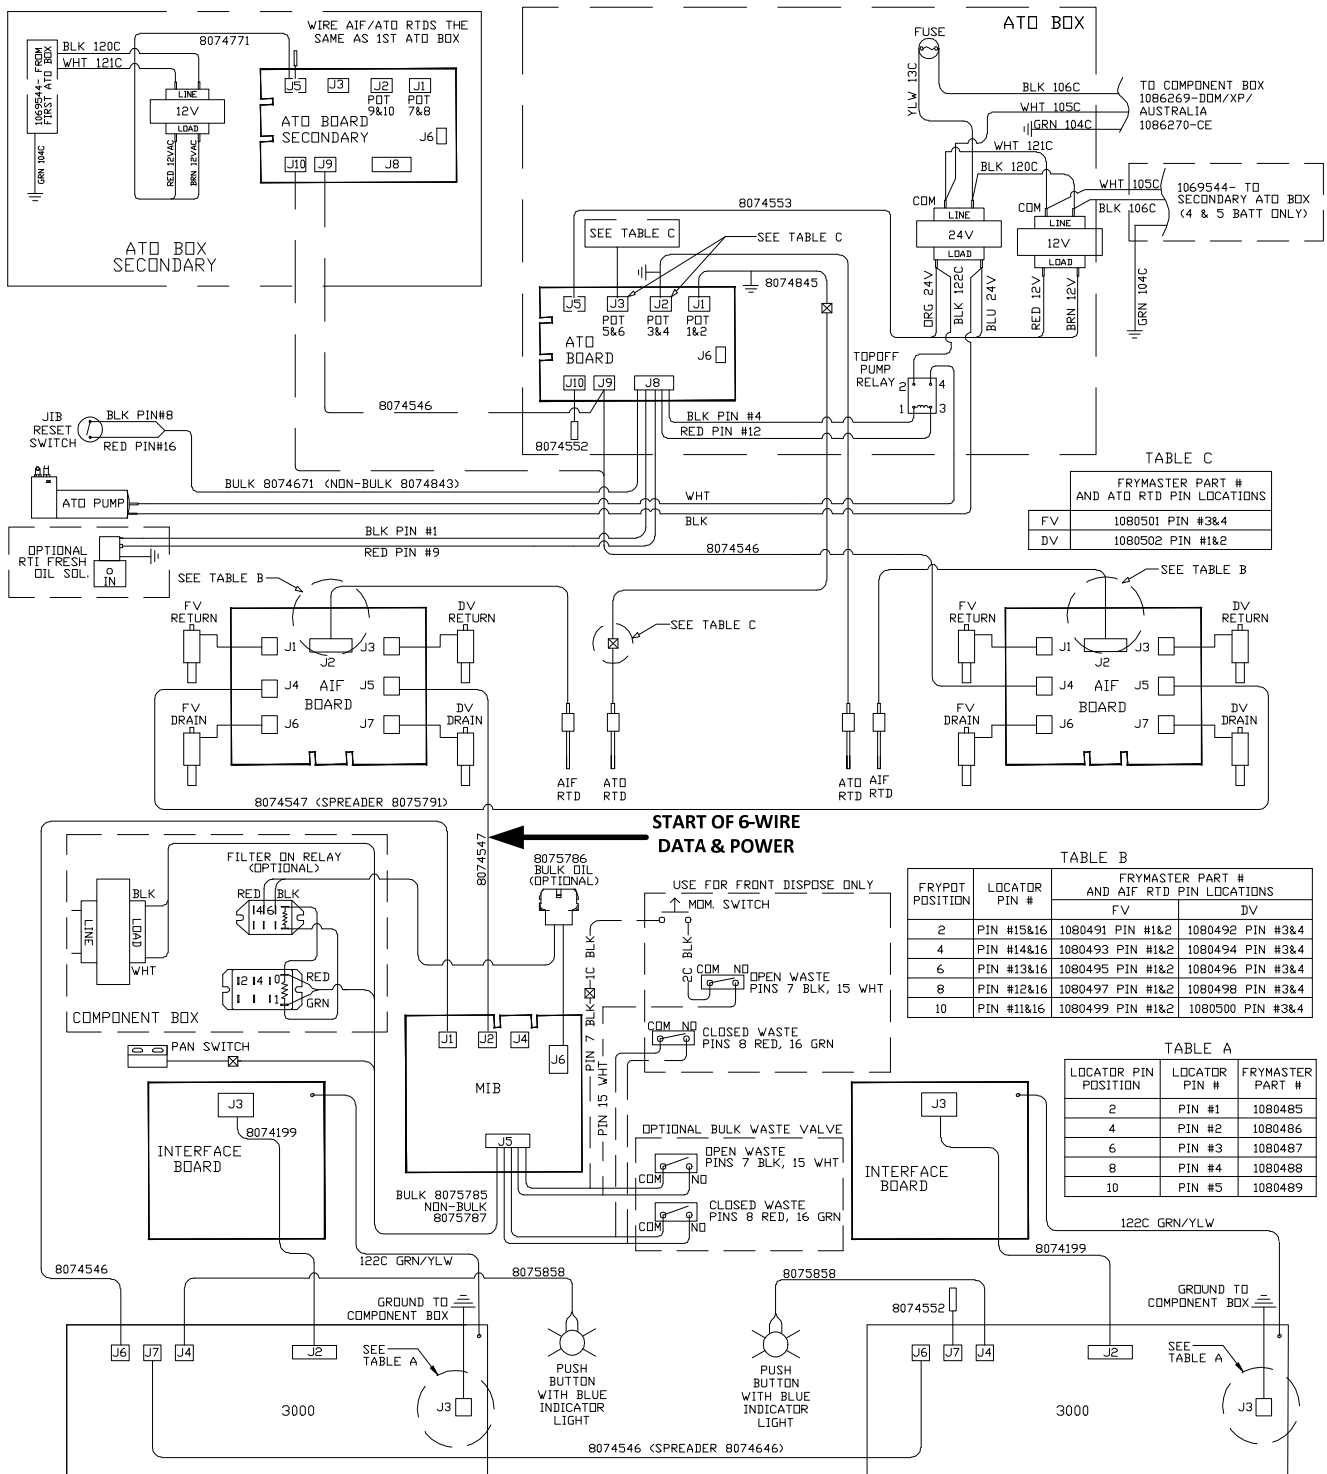 WIRE AIF/ATO RTDS THE
SAME AS 1ST ATO BOX
8074771
BLK 120C
WHT 121C
1069544- FROM
FIRST ATO BOX
GRN 104C
LINE
12V
LOAD
RED 12VAC
BRN 12VAC
J5
J3
J2
J1
POT
9&10
POT
7&8
ATO BOARD
SECONDARY
J6
J10
J9
J8
ATO BOX
SECONDARY
ATO BOX
FUSE
YLW 13C
BLK 106C
WHT 105C
GRN 104C
TO COMPONENT BOX
1086269-DOM/XP/
AUSTRALIA
1086270-CE
WHT 121C
BLK 120C
WHT 105C
BLK 106C
1069544- TO
SECONDARY ATO BOX
(4 & 5 BATT ONLY)
GRN 104C
COM
LINE
24V
LOAD
COM
LINE
12V
LOAD
ORG 24V
BLK 122C
BLU 24V
RED 12V
BRN 12V
8074553
SEE TABLE C
SEE TABLE C
8074845
J5
J3
J2
J1
POT
5&6
POT
3&4
POT
1&2
ATO
BOARD
J6
J10
J9
J8
TOPOFF
PUMP
RELAY
2
4
1
3
8074546
8074552
BLK PIN #4
RED PIN #12
JIB
RESET
SWITCH
BLK PIN#8
RED PIN#16
BULK 8074671 (NON-BULK 8074843)
ATO PUMP
WHT
BLK
OPTIONAL
RTI FRESH
OIL SOL.
IN
BLK PIN #1
RED PIN #9
8074546
TABLE C
FRYMASTER PART #
AND ATO RTD PIN LOCATIONS
FV 1080501 PIN #3&4
DV 1080502 PIN #1&2
SEE TABLE B
SEE TABLE C
SEE TABLE B
FV
RETURN
DV
RETURN
J1
J2
J3
J4
AIF
BOARD
J5
J6
J7
FV
DRAIN
DV
DRAIN
FV
RETURN
DV
RETURN
J1
J2
J3
J4
AIF
BOARD
J5
J6
J7
FV
DRAIN
DV
DRAIN
AIF
RTD
ATO
RTD
ATO
RTD
AIF
RTD
8074547 (SPREADER 8075791)
8074547
START OF 6-WIRE
DATA & POWER
FILTER ON RELAY
(OPTIONAL)
RED BLK
4 6
BLK
LINE
LOAD
WHT
2 4 0
1
RED
GRN
COMPONENT BOX
8075786
BULK OIL
(OPTIONAL)
USE FOR FRONT DISPOSE ONLY
MOM. SWITCH
1C BLK
2C BLK
PIN 7 BLK
PIN 15 WHT
COM NO
OPEN WASTE
PINS 7 BLK, 15 WHT
COM NO
CLOSED WASTE
PINS 8 RED, 16 GRN
TABLE B
FRYPOT
POSITION
LOCATOR
PIN #
FRYMASTER PART #
AND AIF RTD PIN LOCATIONS
FV DV
2 PIN #15&16 1080491 PIN #1&2 1080492 PIN #3&4
4 PIN #14&16 1080493 PIN #1&2 1080494 PIN #3&4
6 PIN #13&16 1080495 PIN #1&2 1080496 PIN #3&4
8 PIN #12&16 1080497 PIN #1&2 1080498 PIN #3&4
10 PIN #11&16 1080499 PIN #1&2 1080500 PIN #3&4
PAN SWITCH
J1
J2
J4
J6
MIB
J5
J3
8074199
INTERFACE
BOARD
BULK 8075785
NON-BULK
8075787
OPTIONAL BULK WASTE VALVE
OPEN WASTE
PINS 7 BLK, 15 WHT
COM NO
CLOSED WASTE
PINS 8 RED, 16 GRN
COM NO
J3
INTERFACE
BOARD
TABLE A
LOCATOR PIN
POSITION
LOCATOR
PIN #
FRYMASTER
PART #
2 PIN #1 1080485
4 PIN #2 1080486
6 PIN #3 1080487
8 PIN #4 1080488
10 PIN #5 1080489
122C GRN/YLW
122C GRN/YLW
8074199
8074546
8075858
8075858
GROUND TO
COMPONENT BOX
8074552
GROUND TO
COMPONENT BOX
J6
J7
J4
J2
SEE
TABLE A
J3
3000
PUSH
BUTTON
WITH BLUE
INDICATOR
LIGHT
PUSH
BUTTON
WITH BLUE
INDICATOR
LIGHT
J6
J7
J4
J2
SEE
TABLE A
J3
3000
8074546 (SPREADER 8074646)